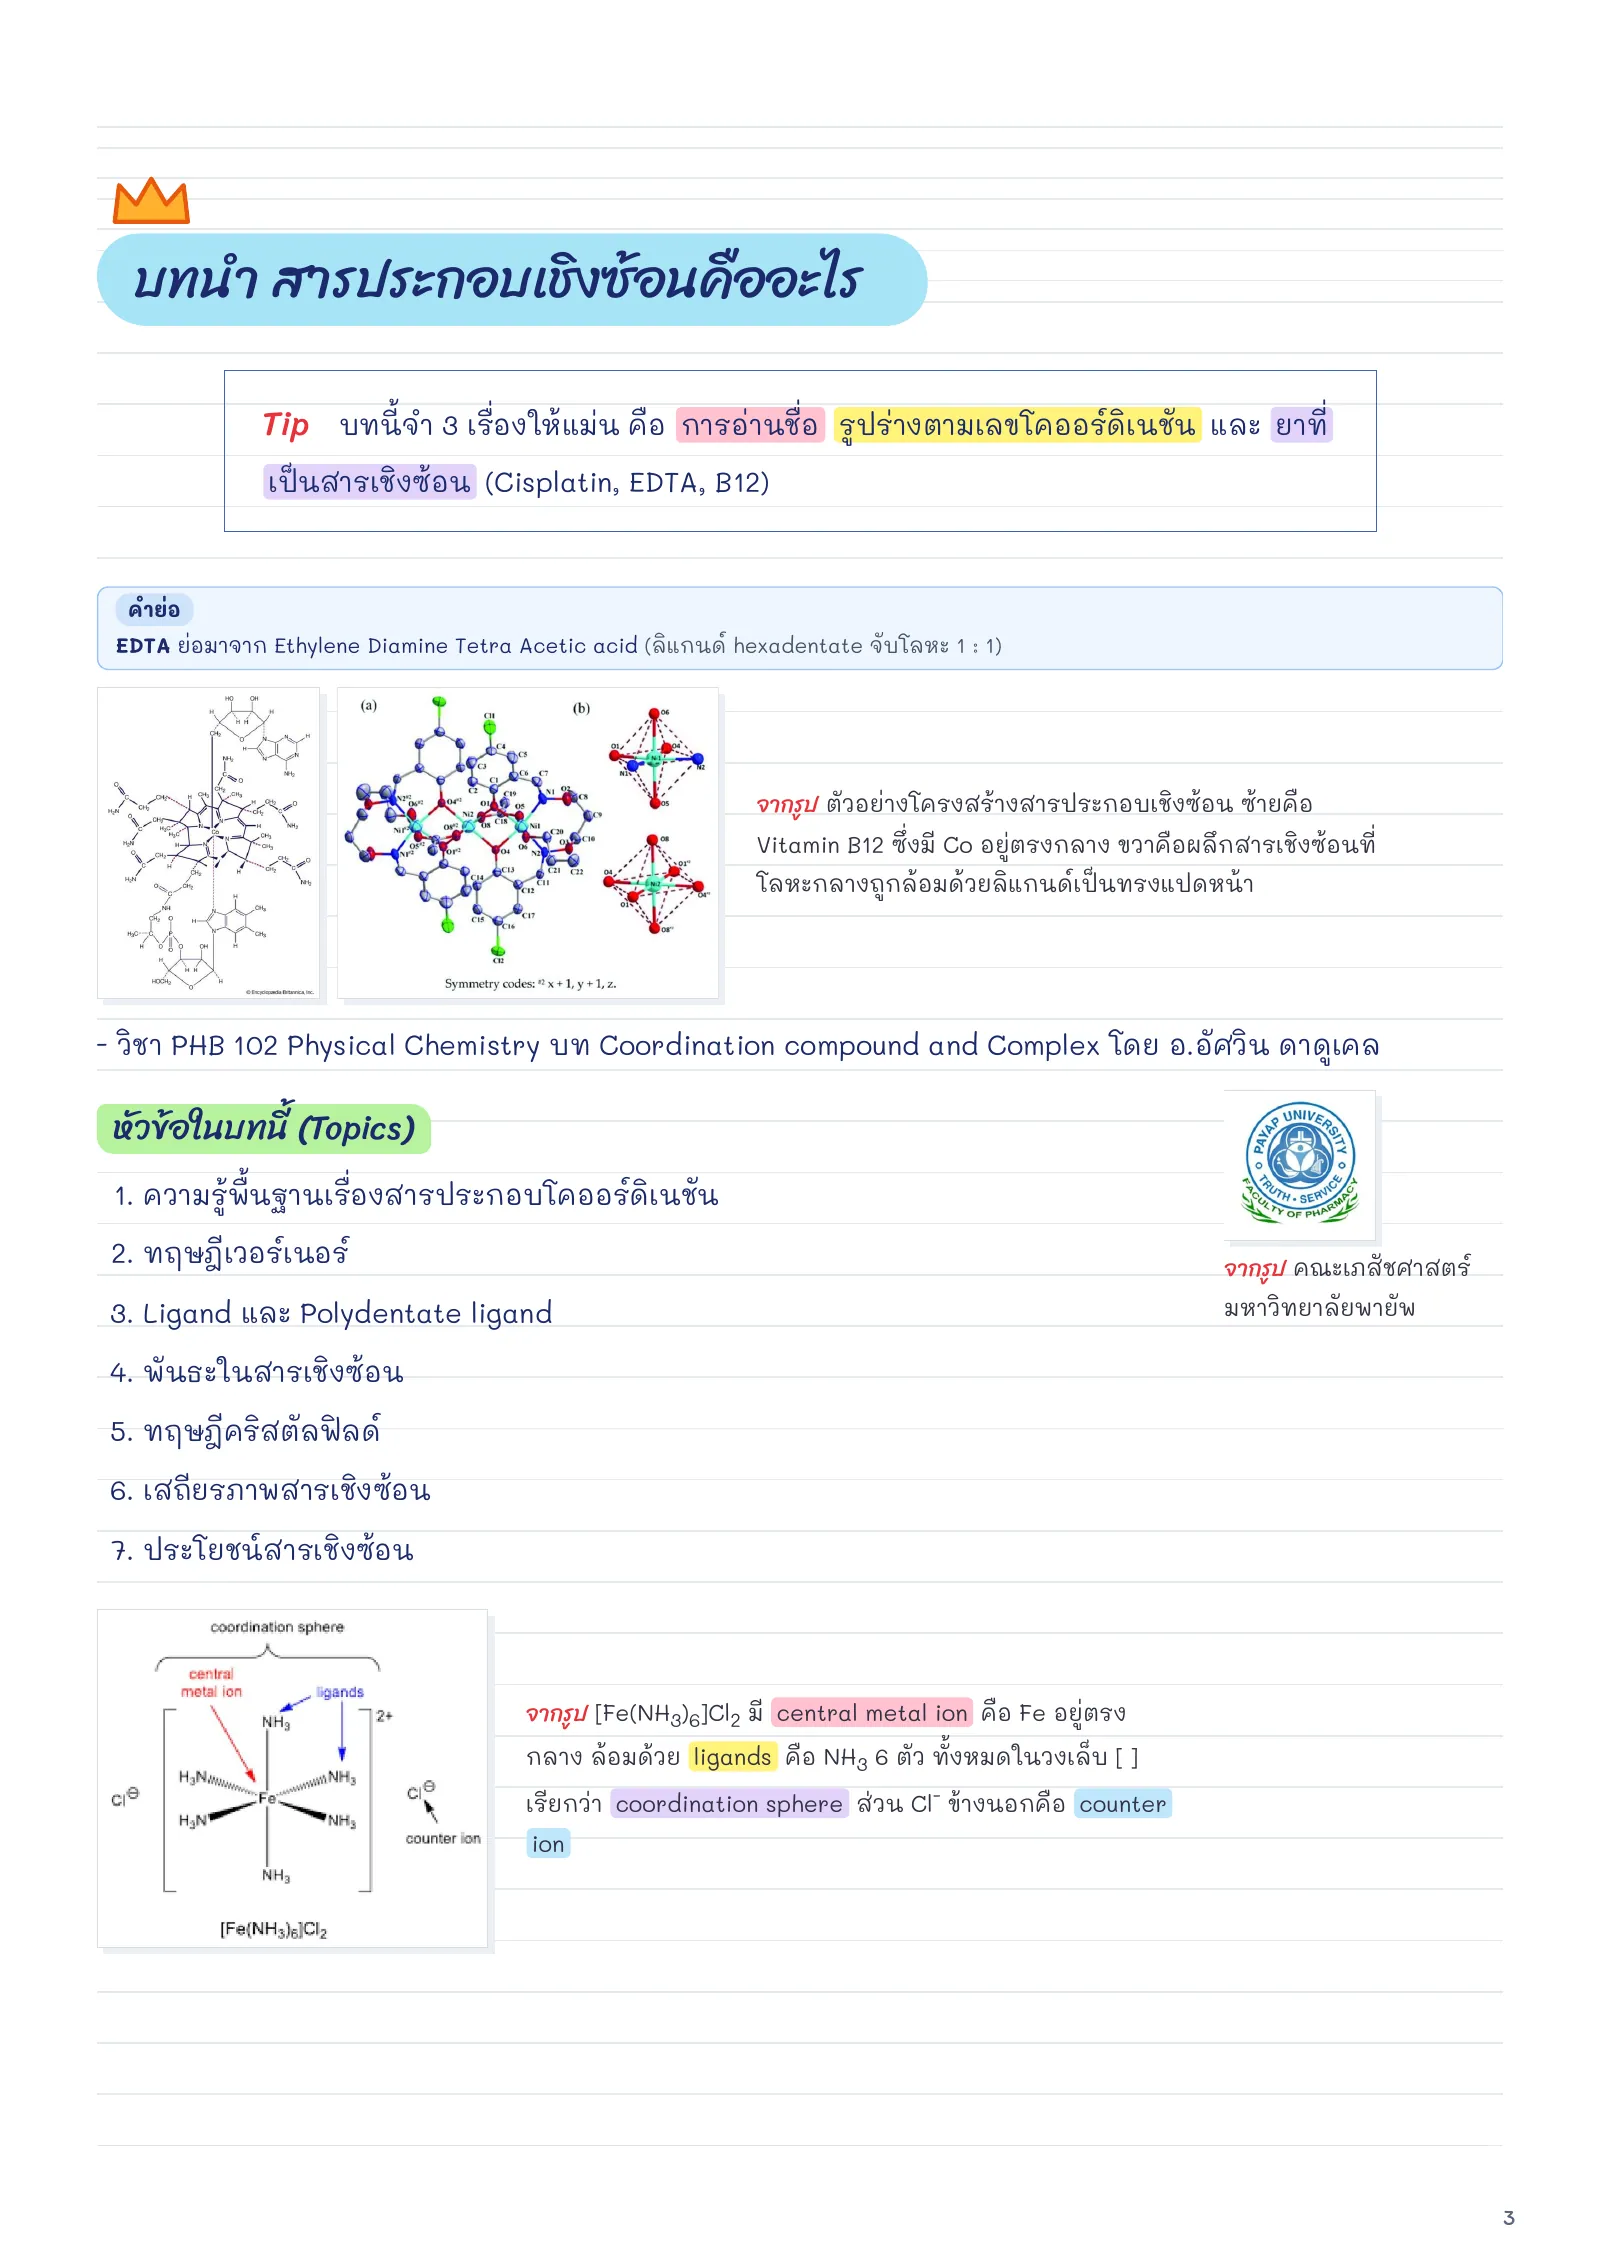 บทนำ สารประกอบเชิงซ้อนคืออะไร
Tip บทนี้จำ 3 เรื่องให้แม่น คือ การอ่านชื่อ รูปร่างตามเลขโคออร์ดิเนชัน และ ยาที่
เป็นสารเชิงซ้อน (Cisplatin, EDTA, B12)
คำย่อ
EDTA ย่อมาจาก Ethylene Diamine Tetra Acetic acid (ลิแกนด์ hexadentate จับโลหะ 1 : 1)
(a)
(b)
Symmetry codes: #2 x + 1, y + 1, z.
© Encyclopædia Britannica, Inc.
จากรูป ตัวอย่างโครงสร้างสารประกอบเชิงซ้อน ซ้ายคือ
Vitamin B12 ซึ่งมี Co อยู่ตรงกลาง ขวาคือผลึกสารเชิงซ้อนที่
โลหะกลางถูกล้อมด้วยลิแกนด์เป็นทรงแปดหน้า
- วิชา PHB 102 Physical Chemistry บท Coordination compound and Complex โดย อ.อัศวิน ดาดูเคล
หัวข้อในบทนี้ (Topics)
1. ความรู้พื้นฐานเรื่องสารประกอบโคออร์ดิเนชัน
2. ทฤษฎีเวอร์เนอร์
3. Ligand และ Polydentate ligand
4. พันธะในสารเชิงซ้อน
5. ทฤษฎีคริสตัลฟิลด์
6. เสถียรภาพสารเชิงซ้อน
7. ประโยชน์สารเชิงซ้อน
PAYAP UNIVERSITY
TRUTH • SERVICE
FACULTY OF PHARMACY
จากรูป คณะเภสัชศาสตร์
มหาวิทยาลัยพายัพ
coordination sphere
central
metal ion
ligands
2+
NH3
H3N
NH3
Cl⊖
Fe
Cl⊖
H3N
NH3
counter ion
NH3
[Fe(NH3)6]Cl2
จากรูป [Fe(NH3)6]Cl2 มี central metal ion คือ Fe อยู่ตรง
กลาง ล้อมด้วย ligands คือ NH3 6 ตัว ทั้งหมดในวงเล็บ [ ]
เรียกว่า coordination sphere ส่วน Cl⁻ ข้างนอกคือ counter
ion
3